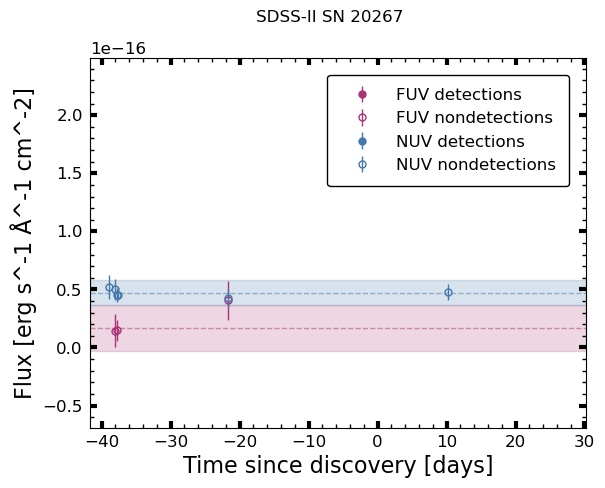 SDSS-II SN 20267
1e−16
FUV detections
FUV nondetections
NUV detections
NUV nondetections
2.0
1.5
1.0
0.5
0.0
−0.5
Flux [erg s^-1 Å^-1 cm^-2]
−40 −30 −20 −10 0 10 20 30
Time since discovery [days]